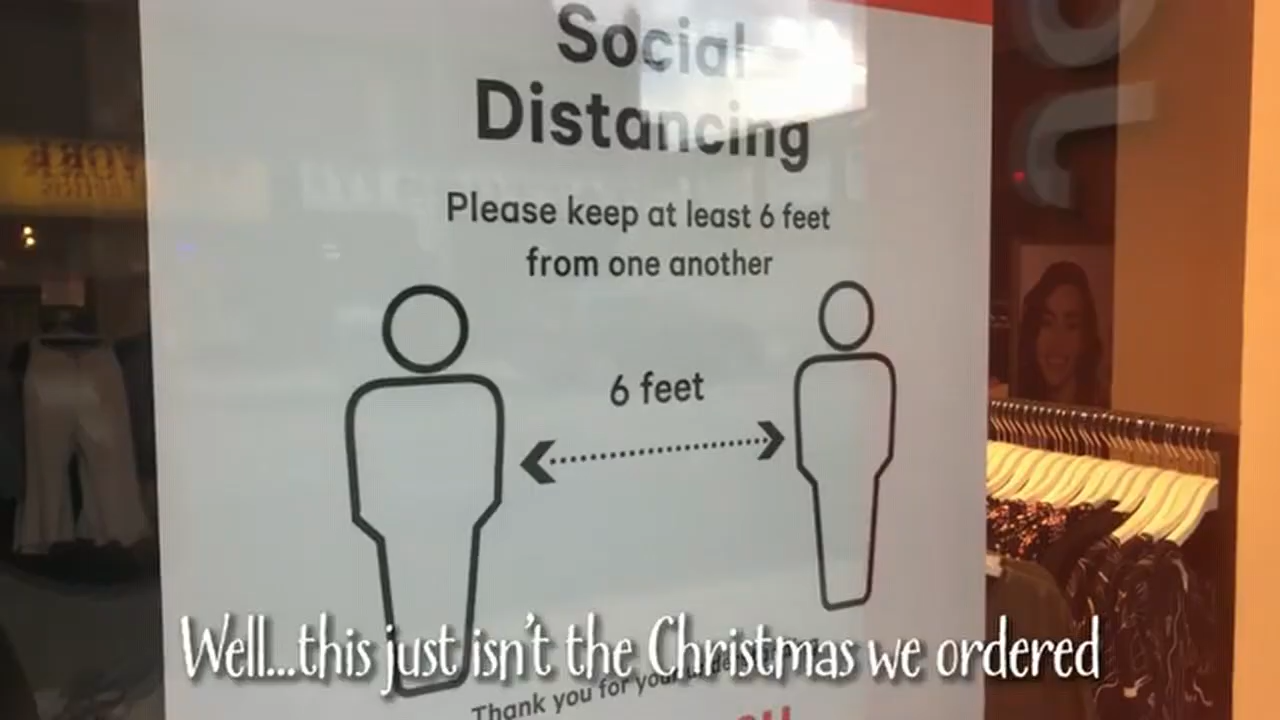 Social
Distancing
Please keep at least 6 feet
from one another
6 feet
Well...this just isn't the Christmas we ordered
Thank you for your understanding